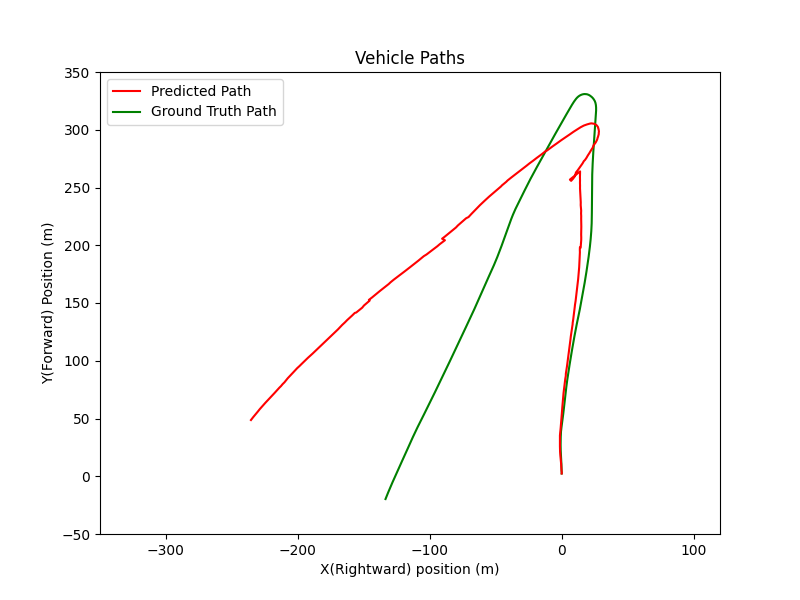 Vehicle Paths
Predicted Path
Ground Truth Path
350
300
250
200
150
100
50
0
−50
Y(Forward) Position (m)
−300
−200
−100
0
100
X(Rightward) position (m)